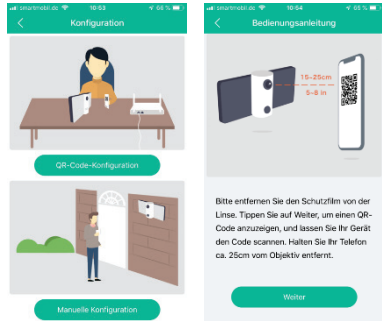 smartmobil.de 10:53 68 %
Konfiguration
QR-Code-Konfiguration
Manuelle Konfiguration
smartmobil.de 10:54 65 %
Bedienungsanleitung
15-25cm
5-8 in
Bitte entfernen Sie den Schutzfilm von der
Linse. Tippen Sie auf Weiter, um einen QR-
Code anzuzeigen, und lassen Sie Ihr Gerät
den Code scannen. Halten Sie Ihr Telefon
ca. 25cm vom Objektiv entfernt.
Weiter